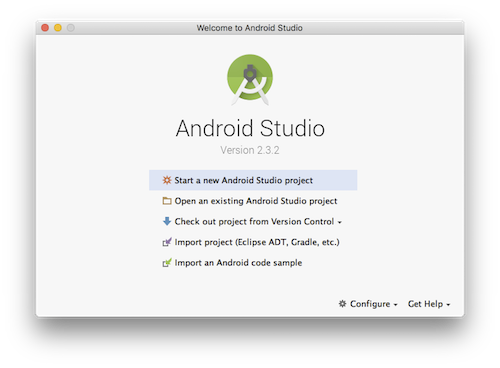 Welcome to Android Studio
Android Studio
Version 2.3.2
Start a new Android Studio project
Open an existing Android Studio project
Check out project from Version Control
Import project (Eclipse ADT, Gradle, etc.)
Import an Android code sample
Configure Get Help